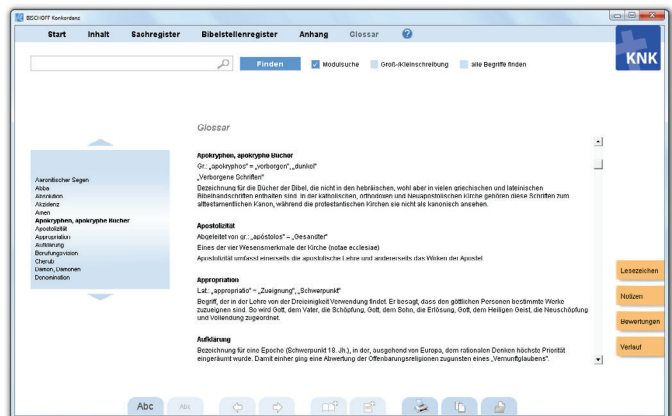 BISCHOFF Konkordanz
Start Inhalt Sachregister Bibelstellenregister Anhang Glossar ?
KNK
Finden Modulsuche Groß-/Kleinschreibung alle Begriffe finden
Glossar
Aaronitischer Segen
Abba
Absolution
Akzidenz
Amen
Apokryphen, apokryphe Bücher
Apostolizität
Appropriation
Aufklärung
Berufungsvision
Cherub
Dämon, Dämonen
Denomination
Apokryphen, apokryphe Bücher
Gr.: „apokryphos" = „verborgen", „dunkel"
„Verborgene Schriften"
Bezeichnung für die Bücher der Bibel, die nicht in den hebräischen, wohl aber in vielen griechischen und lateinischen
Bibelhandschriften enthalten sind. In der katholischen, orthodoxen und Neuapostolischen Kirche gehören diese Schriften zum
alttestamentlichen Kanon, während die protestantischen Kirchen sie nicht als kanonisch ansehen.
Apostolizität
Abgeleitet von gr.: „apóstolos" = „Gesandter"
Eines der vier Wesensmerkmale der Kirche (notae ecclesiae)
Apostolizität umfasst einerseits die apostolische Lehre und andererseits das Wirken der Apostel
Appropriation
Lat.: „appropriatio" = „Zueignung", „Schwerpunkt"
Begriff, der in der Lehre von der Dreieinigkeit Verwendung findet. Er besagt, dass den göttlichen Personen bestimmte Werke
zuzueignen sind. So wird Gott, dem Vater, die Schöpfung, Gott, dem Sohn, die Erlösung, Gott, dem Heiligen Geist, die Neuschöpfung
und Vollendung zugeordnet.
Aufklärung
Bezeichnung für eine Epoche (Schwerpunkt 18. Jh.), in der, ausgehend von Europa, dem rationalen Denken höchste Priorität
eingeräumt wurde. Damit einher ging eine Abwertung der Offenbarungsreligionen zugunsten eines „Vernunftglaubens".
Lesezeichen
Notizen
Bewertungen
Verlauf
Abc Abc